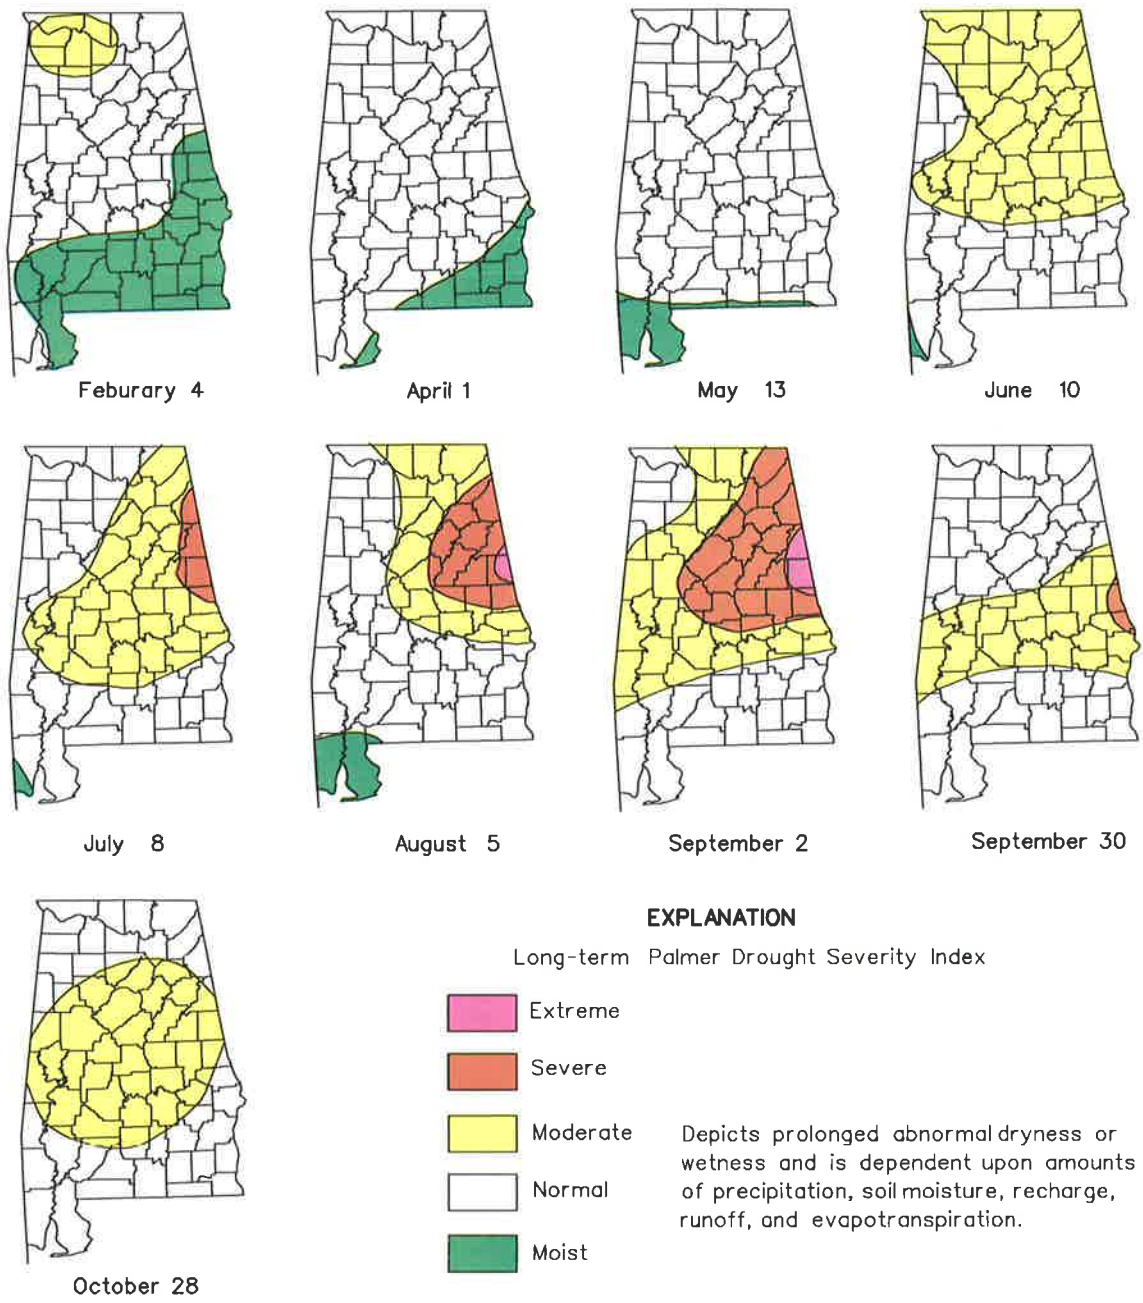 Feburary 4
April 1
May 13
June 10
July 8
August 5
September 2
September 30
October 28
EXPLANATION
Long-term Palmer Drought Severity Index
Extreme
Severe
Moderate
Normal
Moist
Depicts prolonged abnormal dryness or
wetness and is dependent upon amounts
of precipitation, soil moisture, recharge,
runoff, and evapotranspiration.